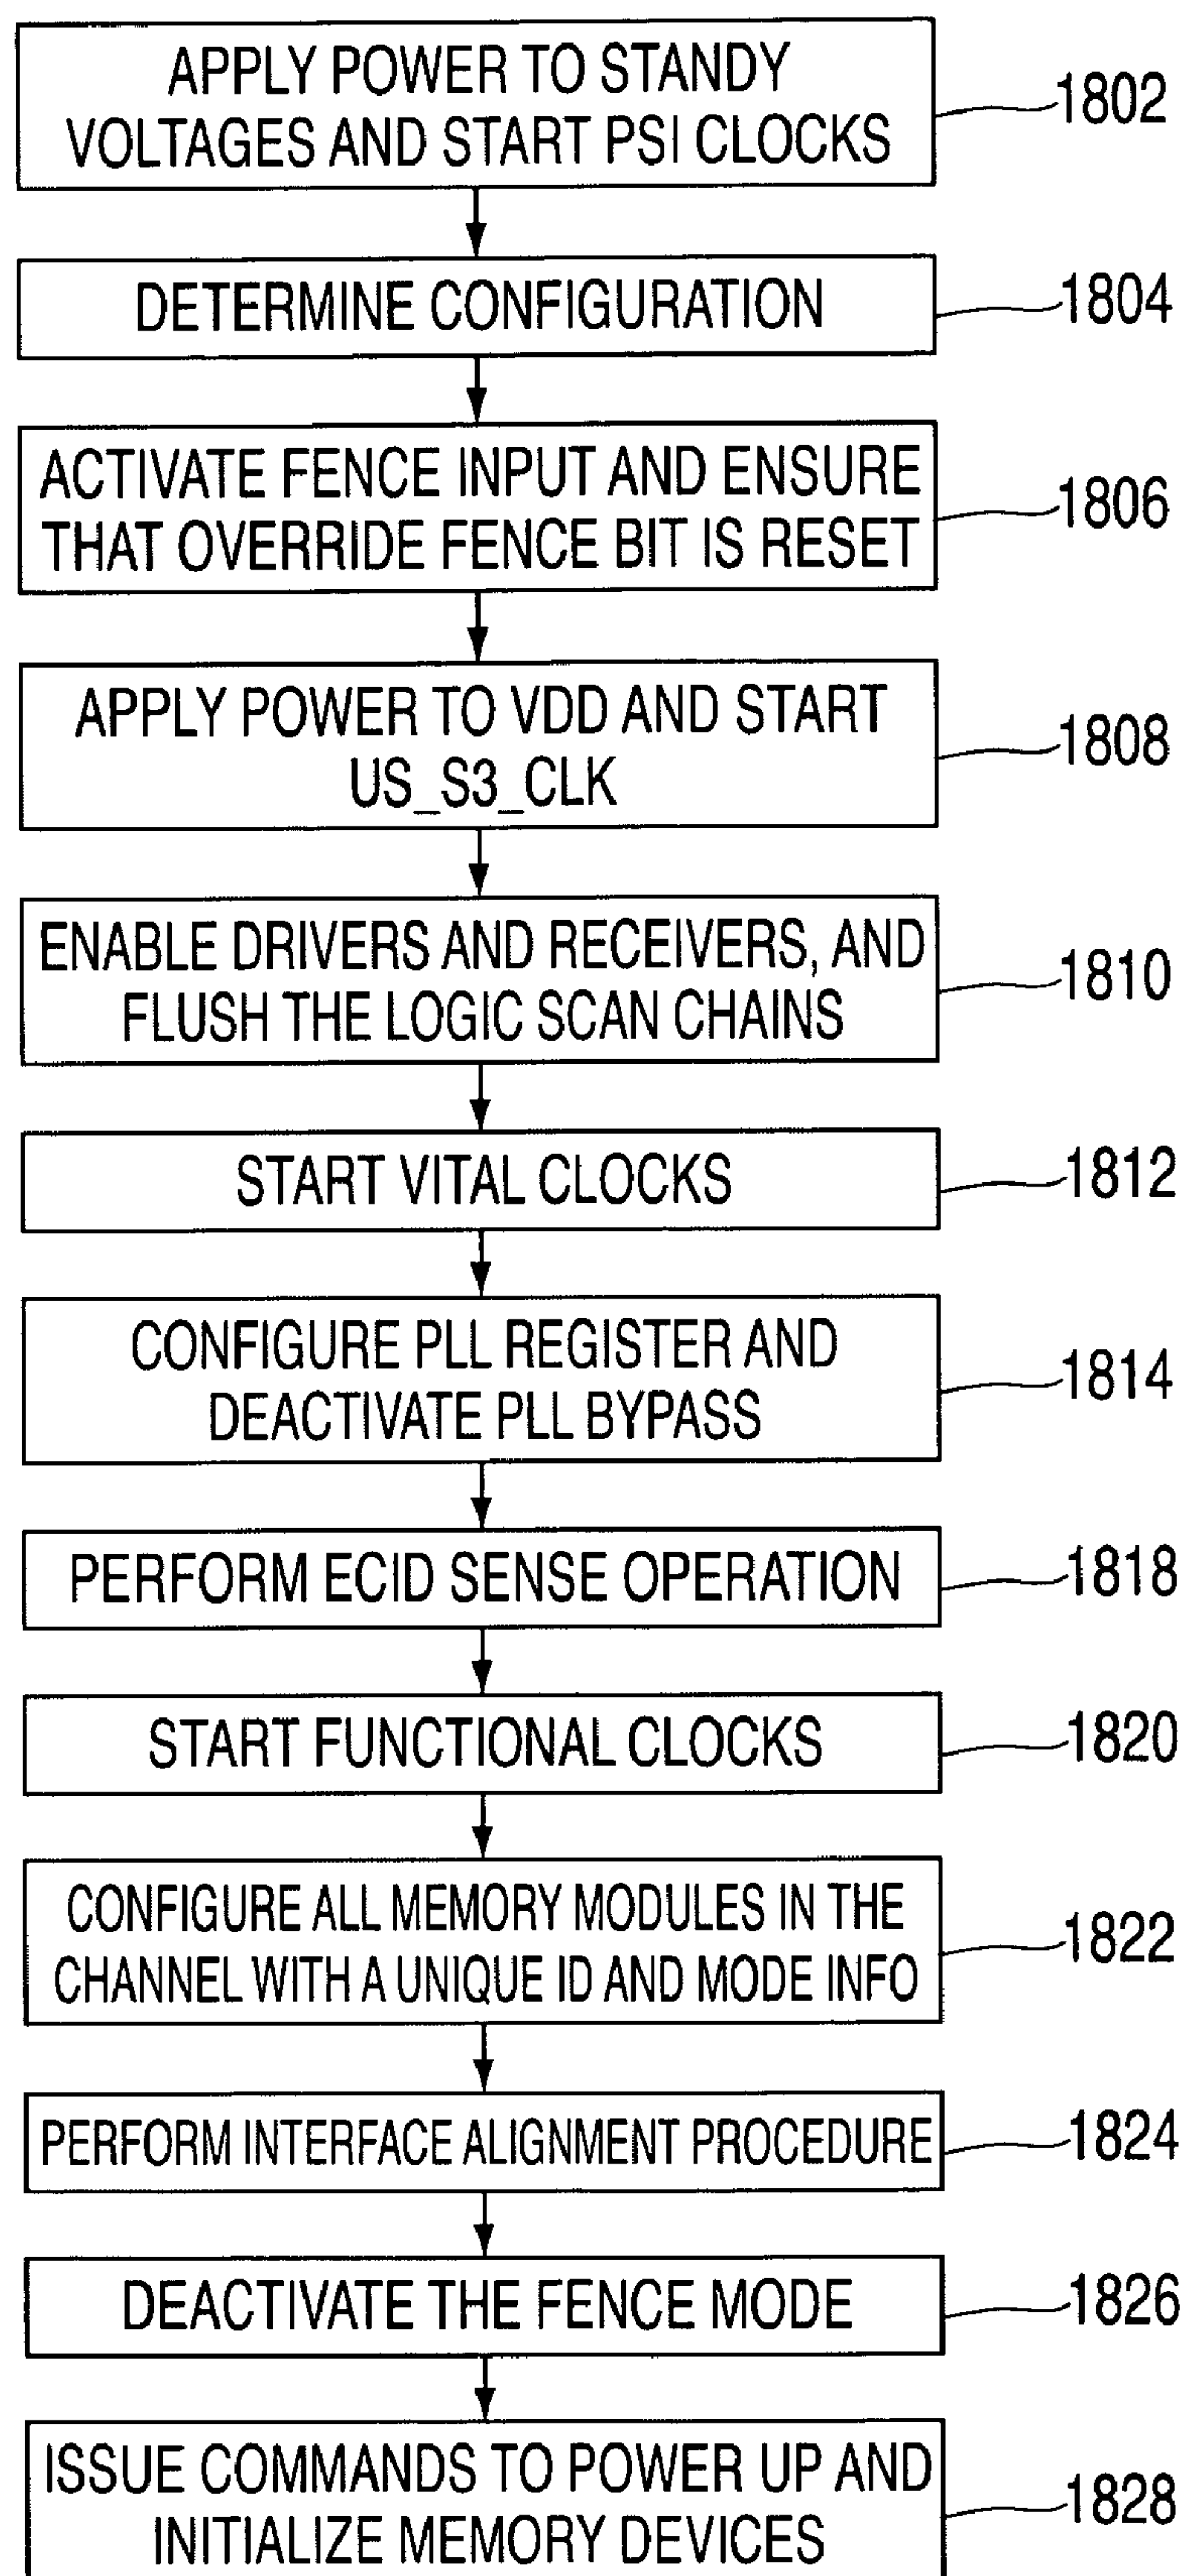 APPLY POWER TO STANDY
VOLTAGES AND START PSI CLOCKS
1802
DETERMINE CONFIGURATION
1804
ACTIVATE FENCE INPUT AND ENSURE
THAT OVERRIDE FENCE BIT IS RESET
1806
APPLY POWER TO VDD AND START
US_S3_CLK
1808
ENABLE DRIVERS AND RECEIVERS, AND
FLUSH THE LOGIC SCAN CHAINS
1810
START VITAL CLOCKS
1812
CONFIGURE PLL REGISTER AND
DEACTIVATE PLL BYPASS
1814
PERFORM ECID SENSE OPERATION
1818
START FUNCTIONAL CLOCKS
1820
CONFIGURE ALL MEMORY MODULES IN THE
CHANNEL WITH A UNIQUE ID AND MODE INFO
1822
PERFORM INTERFACE ALIGNMENT PROCEDURE
1824
DEACTIVATE THE FENCE MODE
1826
ISSUE COMMANDS TO POWER UP AND
INITIALIZE MEMORY DEVICES
1828